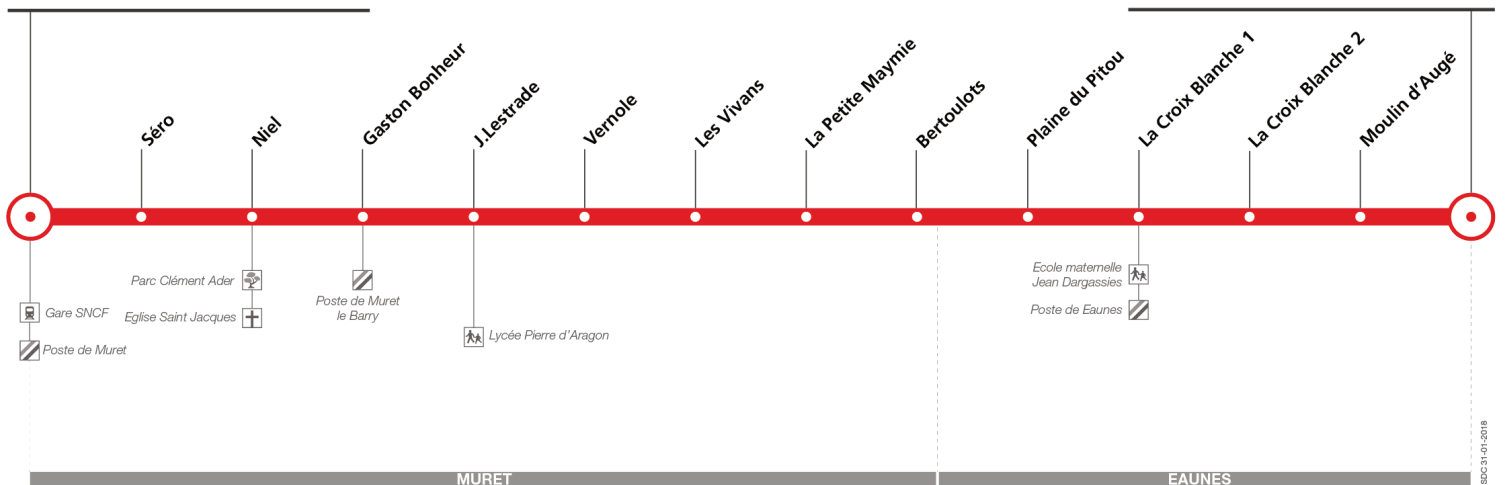 Séro
Niel
Gaston Bonheur
J.Lestrade
Vernole
Les Vivans
La Petite Maymie
Bertoulots
Plaine du Pitou
La Croix Blanche 1
La Croix Blanche 2
Moulin d'Augé
Gare SNCF
Poste de Muret
Parc Clément Ader
Eglise Saint Jacques
Poste de Muret
le Barry
Lycée Pierre d'Aragon
Ecole maternelle
Jean Dargassies
Poste de Eaunes
MURET
EAUNES
SDC 31-01-2018